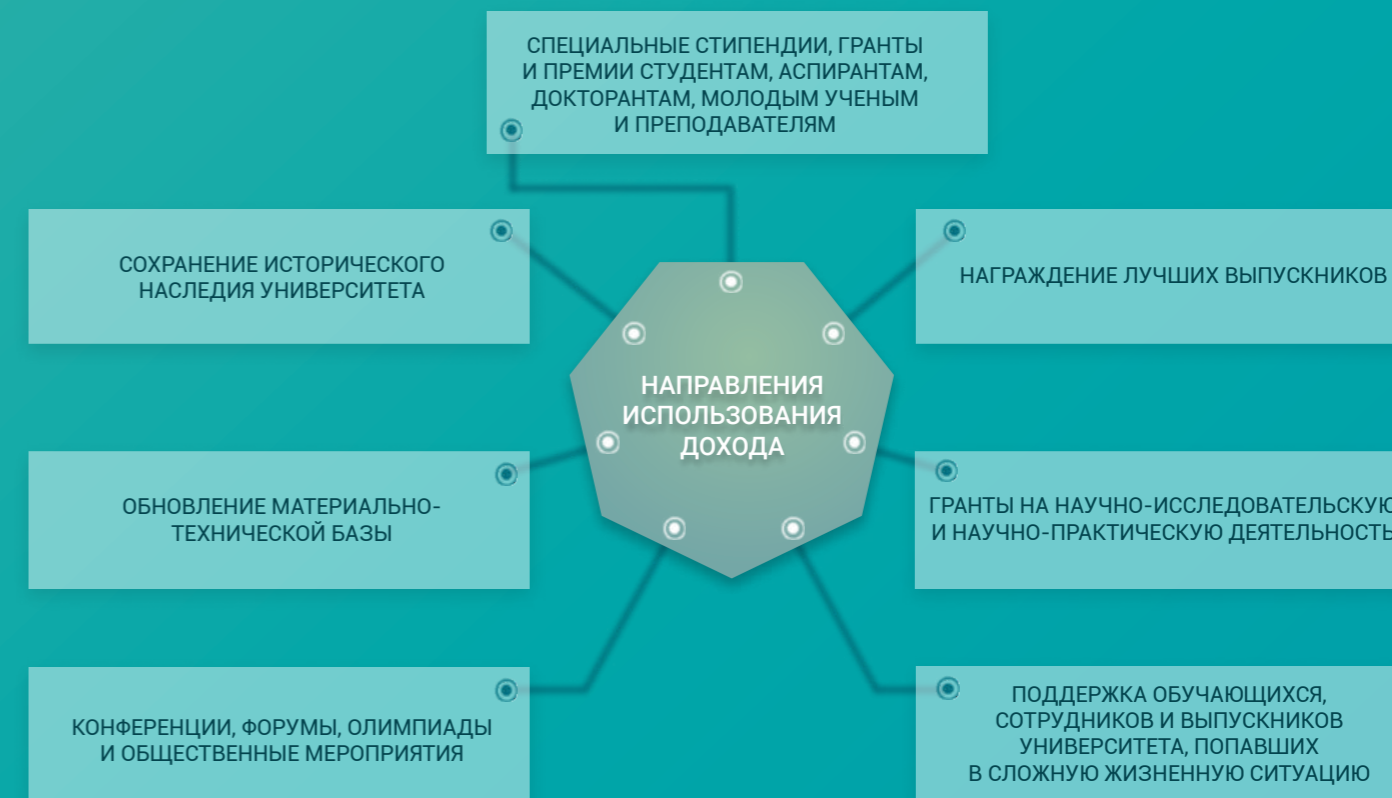 СПЕЦИАЛЬНЫЕ СТИПЕНДИИ, ГРАНТЫ
И ПРЕМИИ СТУДЕНТАМ, АСПИРАНТАМ,
ДОКТОРАНТАМ, МОЛОДЫМ УЧЕНЫМ
И ПРЕПОДАВАТЕЛЯМ
СОХРАНЕНИЕ ИСТОРИЧЕСКОГО
НАСЛЕДИЯ УНИВЕРСИТЕТА
НАГРАЖДЕНИЕ ЛУЧШИХ ВЫПУСКНИКОВ
НАПРАВЛЕНИЯ
ИСПОЛЬЗОВАНИЯ
ДОХОДА
ОБНОВЛЕНИЕ МАТЕРИАЛЬНО-
ТЕХНИЧЕСКОЙ БАЗЫ
ГРАНТЫ НА НАУЧНО-ИССЛЕДОВАТЕЛЬСКУЮ
И НАУЧНО-ПРАКТИЧЕСКУЮ ДЕЯТЕЛЬНОСТЬ
КОНФЕРЕНЦИИ, ФОРУМЫ, ОЛИМПИАДЫ
И ОБЩЕСТВЕННЫЕ МЕРОПРИЯТИЯ
ПОДДЕРЖКА ОБУЧАЮЩИХСЯ,
СОТРУДНИКОВ И ВЫПУСКНИКОВ
УНИВЕРСИТЕТА, ПОПАВШИХ
В СЛОЖНУЮ ЖИЗНЕННУЮ СИТУАЦИЮ